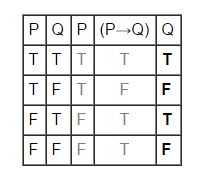 P Q P (P→Q) Q
T T T T T
T F T F F
F T F T T
F F F T F